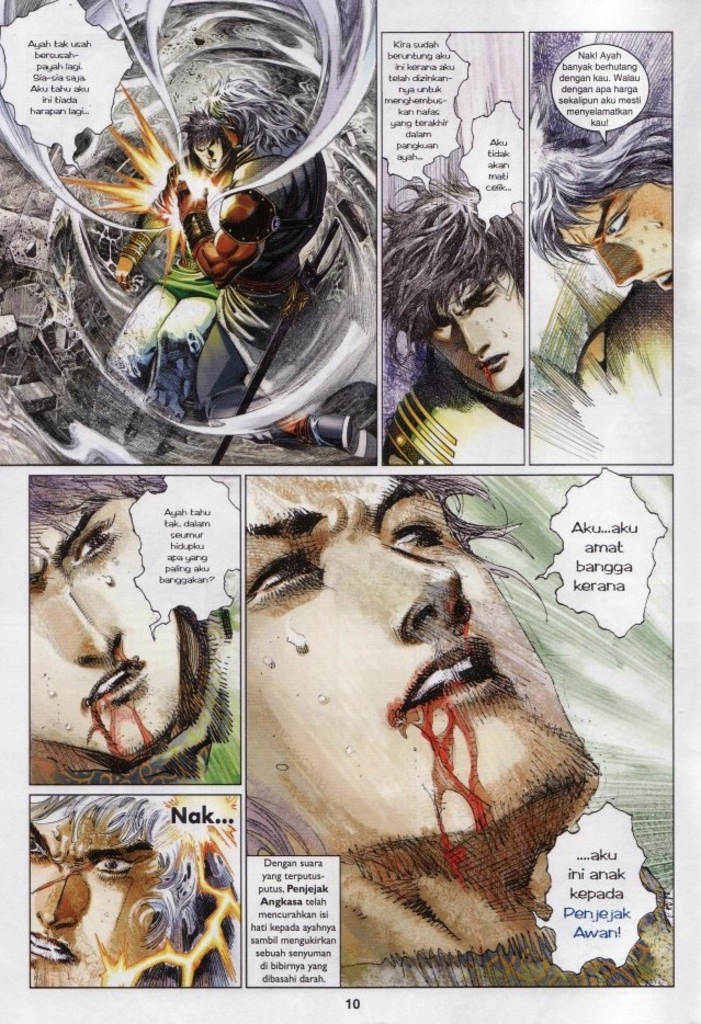 Ayah tak usah
bersusah-
payah lagi.
Sia-sia saja.
Aku tahu aku
ini tiada
harapan lagi...
Kira sudah
beruntung aku
ini kerana aku
telah dizinkan-
nya untuk
menghembus-
kan nafas
yang terakhir
dalam
pangkuan
ayah...
Aku
tidak
akan
mati
celik...
Nak! Ayah
banyak berhutang
dengan kau. Walau
dengan apa harga
sekalipun aku mesti
menyelamatkan
kau!
Ayah tahu
tak, dalam
seumur
hidupku
apa yang
paling aku
banggakan?
Aku...aku
amat
bangga
kerana
Nak...
Dengan suara
yang terputus-
putus, Penjejak
Angkasa telah
mencurahkan isi
hati kepada ayahnya
sambil mengukirkan
sebuah senyuman
di bibirnya yang
dibasahi darah.
....aku
ini anak
kepada
Penjejak
Awan!
10